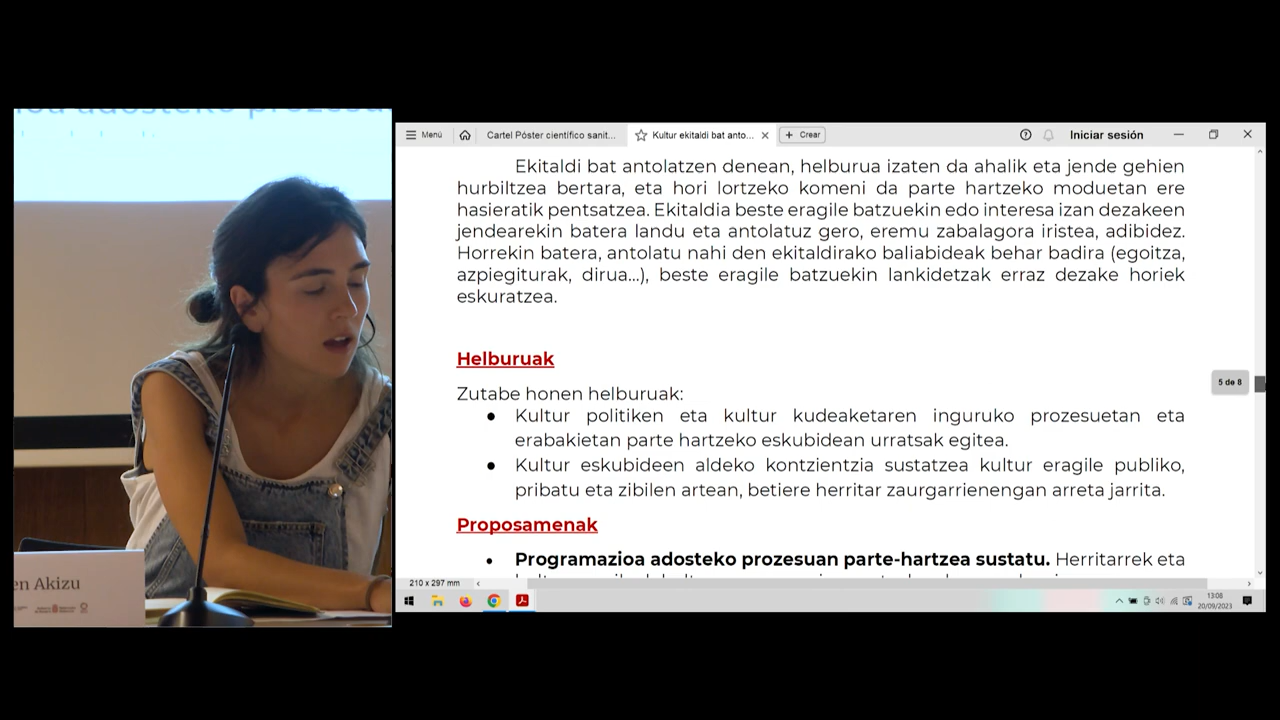 Menú
Cartel Póster científico sanit...
Kultur ekitaldi bat anto...
Crear
Iniciar sesión
Ekitaldi bat antolatzen denean, helburua izaten da ahalik eta jende gehien
hurbiltzea bertara, eta hori lortzeko komeni da parte hartzeko moduetan ere
hasieratik pentsatzea. Ekitaldia beste eragile batzuekin edo interesa izan dezakeen
jendearekin batera landu eta antolatuz gero, eremu zabalagora iristea, adibidez.
Horrekin batera, antolatu nahi den ekitaldirako baliabideak behar badira (egoitza,
azpiegiturak, dirua...), beste eragile batzuekin lankidetzak erraz dezake horiek
eskuratzea.
Helburuak
Zutabe honen helburuak:
● Kultur politiken eta kultur kudeaketaren inguruko prozesuetan eta
erabakietan parte hartzeko eskubidean urratsak egitea.
● Kultur eskubideen aldeko kontzientzia sustatzea kultur eragile publiko,
pribatu eta zibilen artean, betiere herritar zaurgarrienengan arreta jarrita.
Proposamenak
• Programazioa adosteko prozesuan parte-hartzea sustatu. Herritarrek eta
5 de 8
210 x 297 mm
13:08
20/09/2023
adosteko prozesu
en Akizu